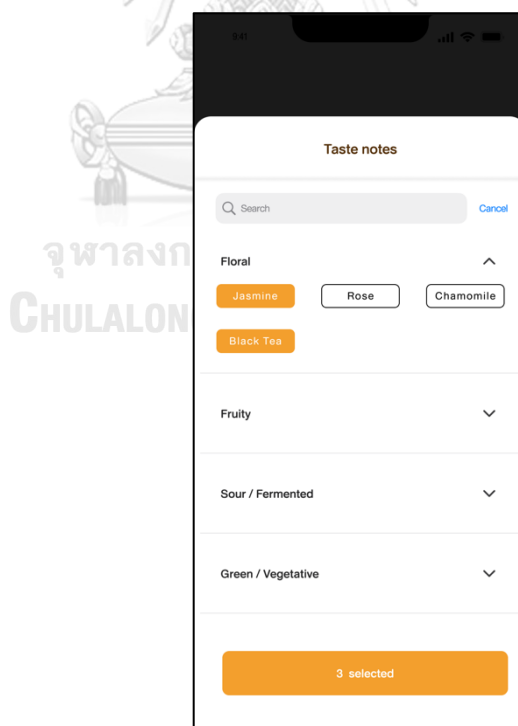 9:41
Taste notes
Search
Cancel
Floral
Jasmine Rose Chamomile
Black Tea
Fruity
Sour / Fermented
Green / Vegetative
3 selected
จุฬาลงก
CHULALON